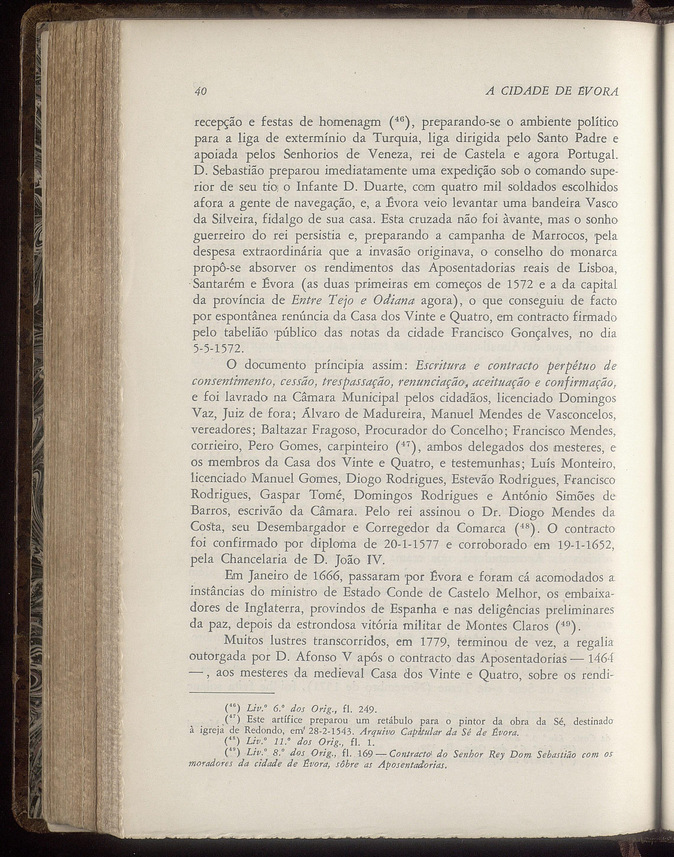 40 A CIDADE DE ÉVORA
recepção e festas de homenagm (⁴⁶), preparando-se o ambiente político
para a liga de extermínio da Turquia, liga dirigida pelo Santo Padre e
apoiada pelos Senhorios de Veneza, rei de Castela e agora Portugal.
D. Sebastião preparou imediatamente uma expedição sob o comando supe-
rior de seu tio o Infante D. Duarte, com quatro mil soldados escolhidos
afora a gente de navegação, e, a Évora veio levantar uma bandeira Vasco
da Silveira, fidalgo de sua casa. Esta cruzada não foi àvante, mas o sonho
guerreiro do rei persistia e, preparando a campanha de Marrocos, pela
despesa extraordinária que a invasão originava, o conselho do monarca
propô-se absorver os rendimentos das Aposentadorias reais de Lisboa,
Santarém e Évora (as duas primeiras em começos de 1572 e a da capital
da província de Entre Tejo e Odiana agora), o que conseguiu de facto
por espontânea renúncia da Casa dos Vinte e Quatro, em contracto firmado
pelo tabelião público das notas da cidade Francisco Gonçalves, no dia
5-5-1572.
O documento príncipia assim: Escritura e contracto perpétuo de
consentimento, cessão, trespassação, renunciação, aceituação e confirmação,
e foi lavrado na Câmara Municipal pelos cidadãos, licenciado Domingos
Vaz, Juiz de fora; Álvaro de Madureira, Manuel Mendes de Vasconcelos,
vereadores; Baltazar Fragoso, Procurador do Concelho; Francisco Mendes,
corrieiro, Pero Gomes, carpinteiro (⁴⁷), ambos delegados dos mesteres, e
os membros da Casa dos Vinte e Quatro, e testemunhas; Luís Monteiro,
licenciado Manuel Gomes, Diogo Rodrigues, Estevão Rodrigues, Francisco
Rodrigues, Gaspar Tomé, Domingos Rodrigues e António Simões de
Barros, escrivão da Câmara. Pelo rei assinou o Dr. Diogo Mendes da
Costa, seu Desembargador e Corregedor da Comarca (⁴⁸). O contracto
foi confirmado por diploma de 20-1-1577 e corroborado em 19-1-1652,
pela Chancelaria de D. João IV.
Em Janeiro de 1666, passaram por Évora e foram cá acomodados a
instâncias do ministro de Estado Conde de Castelo Melhor, os embaixa-
dores de Inglaterra, provindos de Espanha e nas deligências preliminares
da paz, depois da estrondosa vitória militar de Montes Claros (⁴⁹).
Muitos lustres transcorridos, em 1779, terminou de vez, a regalia
outorgada por D. Afonso V após o contracto das Aposentadorias — 1464
—, aos mesteres da medieval Casa dos Vinte e Quatro, sobre os rendi-
(⁴⁶) Liv.º 6.º dos Orig., fl. 249.
(⁴⁷) Este artífice preparou um retábulo para o pintor da obra da Sé, destinado
à igreja de Redondo, em 28-2-1543. Arquivo Capitular da Sé de Évora.
(⁴⁸) Liv.º 11.º dos Orig., fl. 1.
(⁴⁹) Liv.º 8.º dos Orig., fl. 169 — Contracto do Senhor Rey Dom Sebastião com os
moradores da cidade de Évora, sôbre as Aposentadorias.